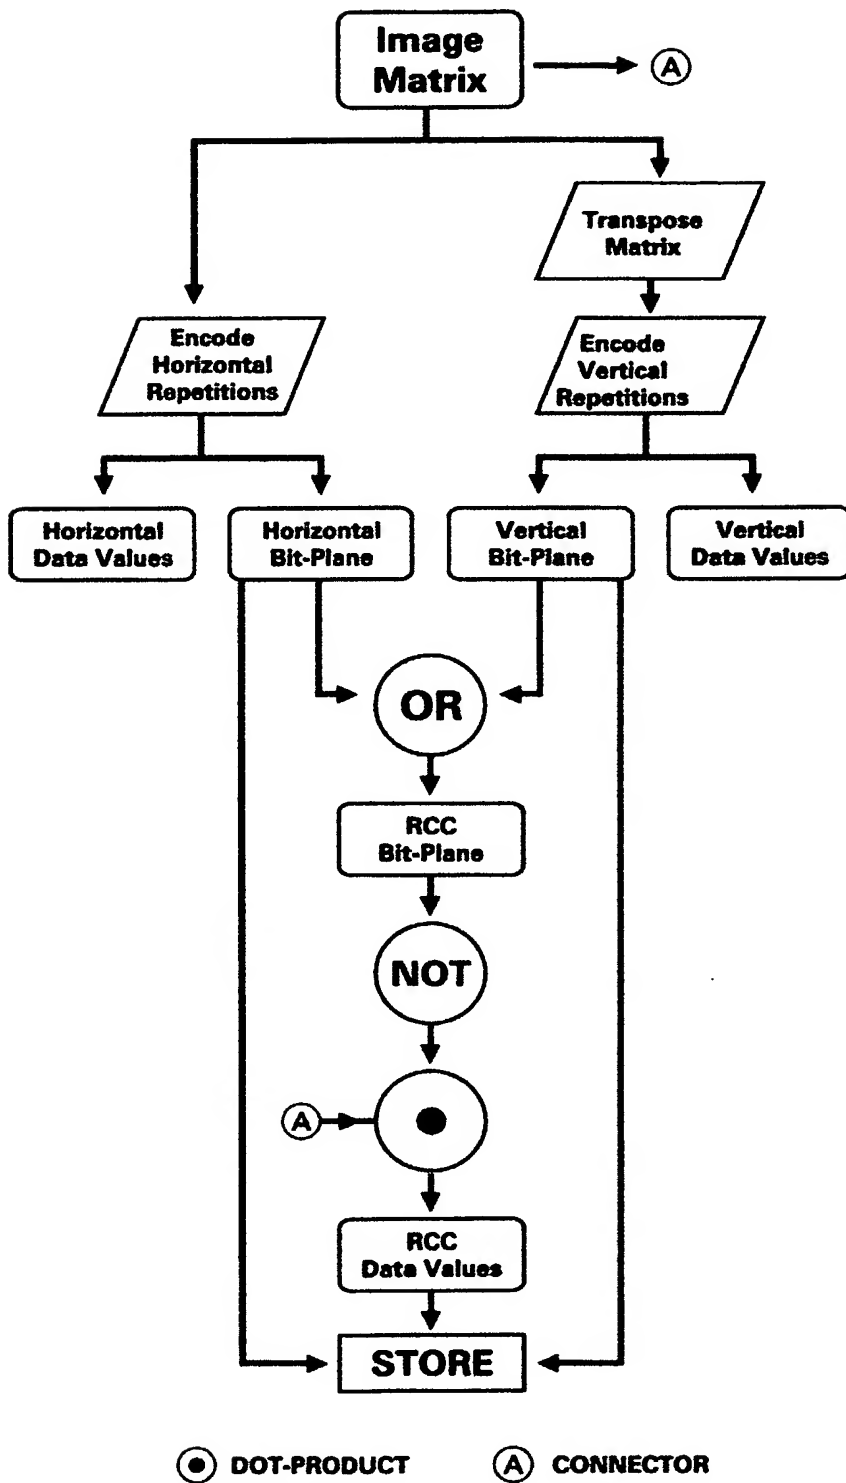 Image
Matrix
A
Transpose
Matrix
Encode
Horizontal
Repetitions
Encode
Vertical
Repetitions
Horizontal
Data Values
Horizontal
Bit-Plane
Vertical
Bit-Plane
Vertical
Data Values
OR
RCC
Bit-Plane
NOT
A
RCC
Data Values
STORE
DOT-PRODUCT
A CONNECTOR